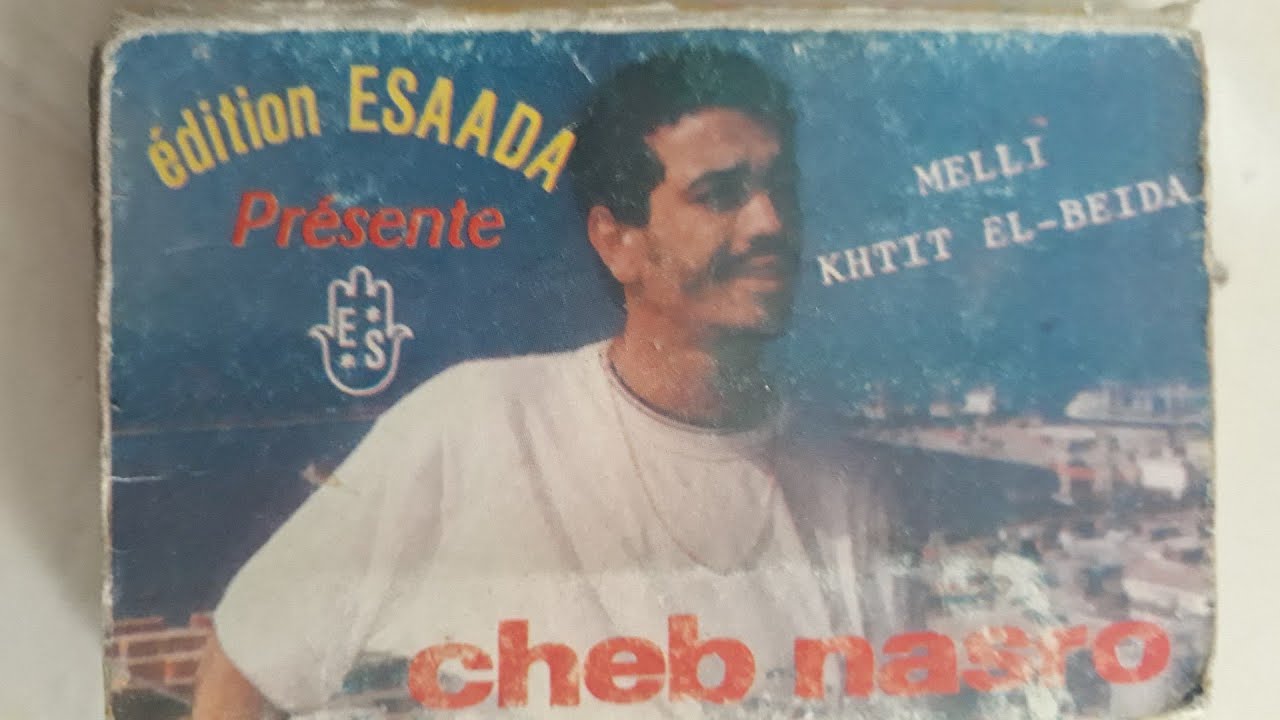 édition ESAADA
Présente
E*
*S
MELLI
KHTIT EL-BEIDA
cheb nasro